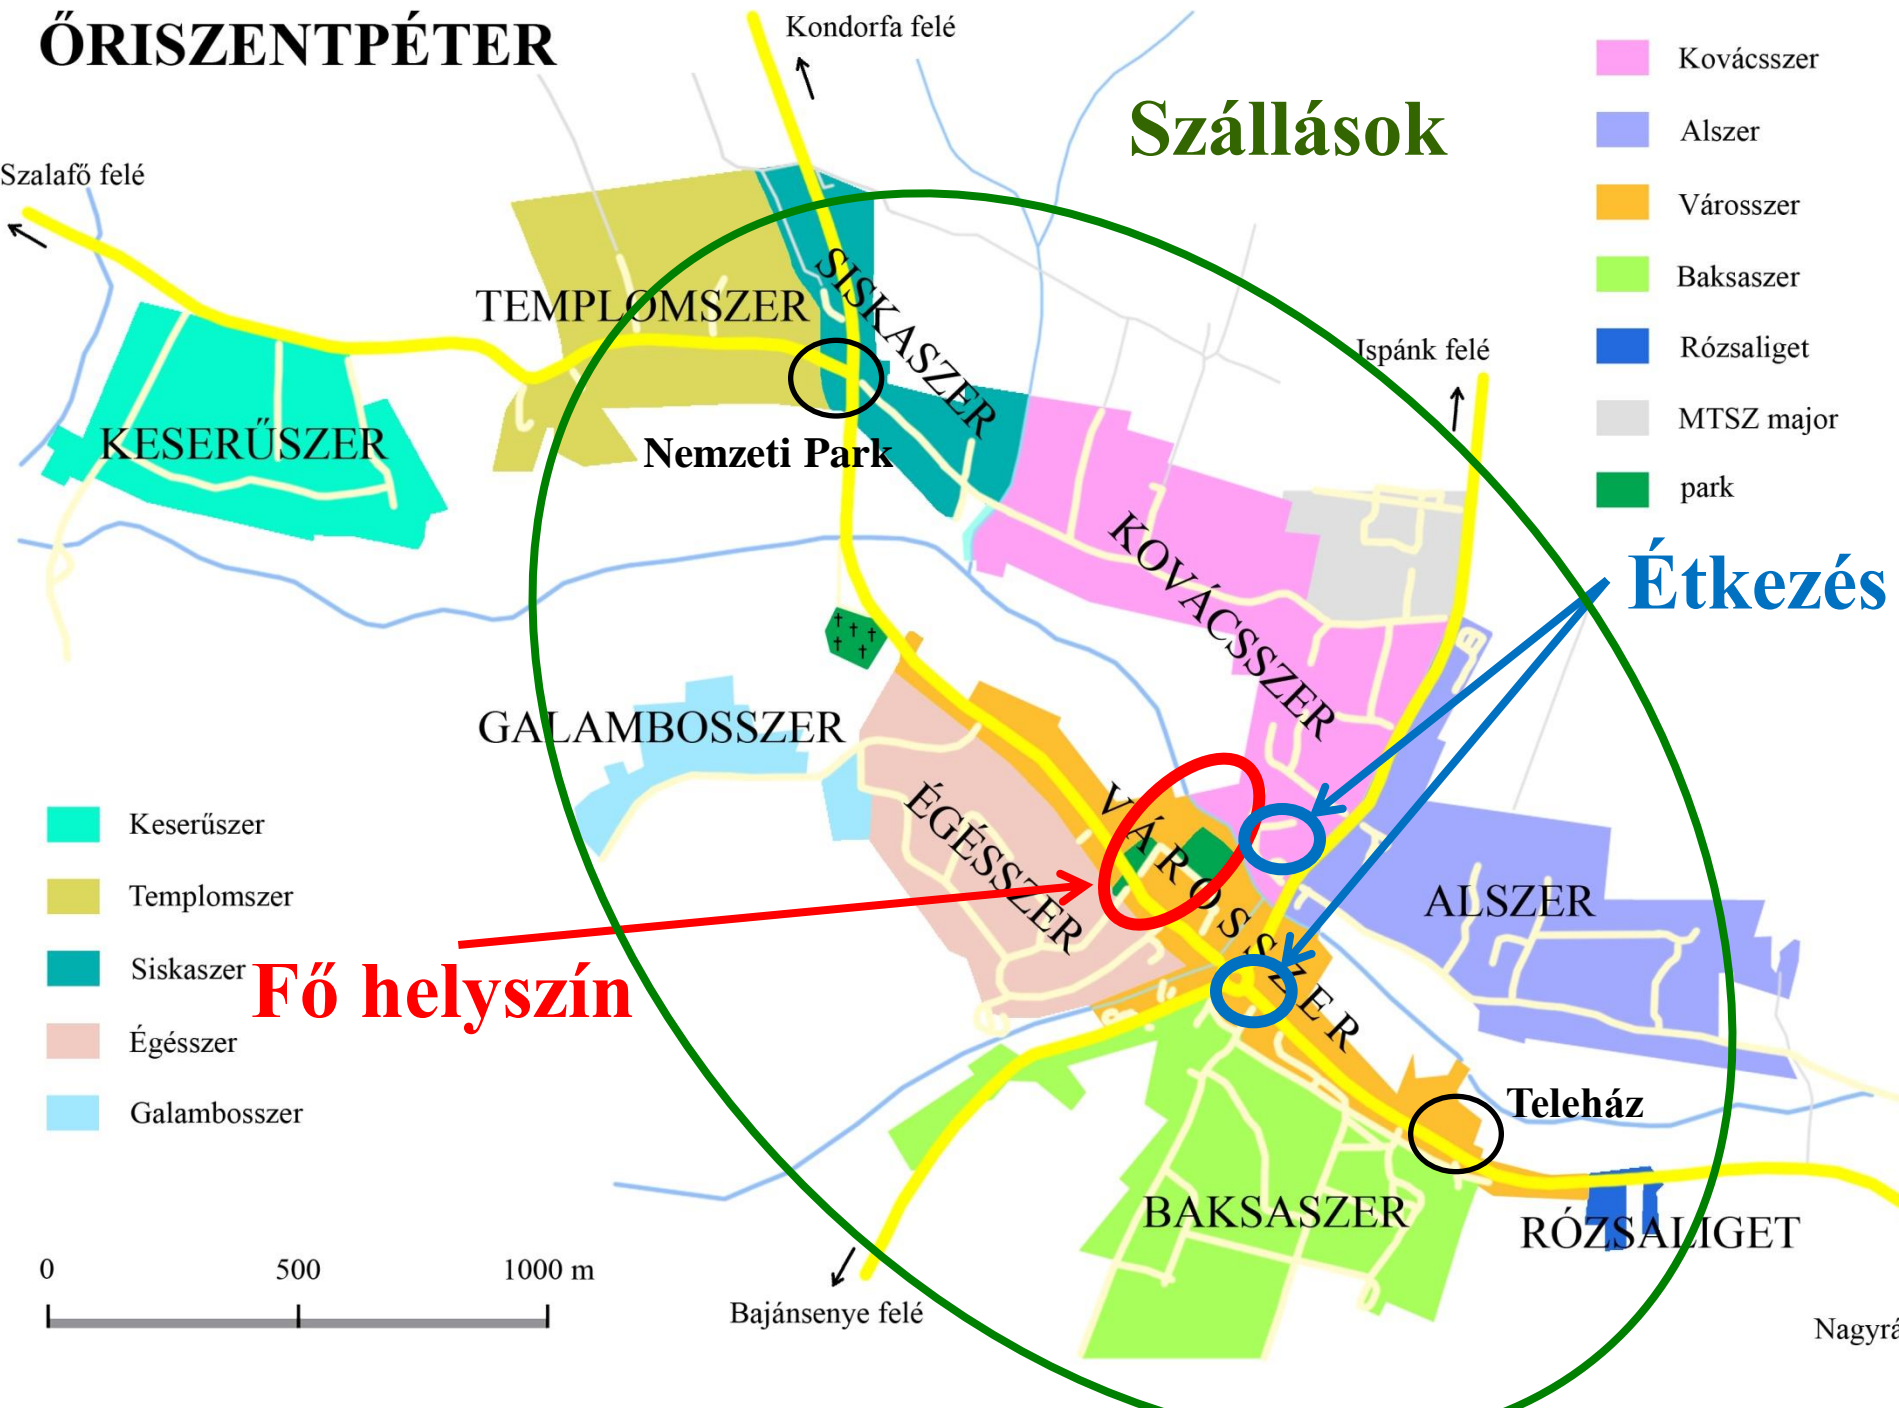 ŐRISZENTPÉTER
Kondorfa felé
Szállások
Szalafő felé
Kovácsszer
Alszer
Városszer
Baksaszer
Rózsaliget
MTSZ major
park
TEMPLOMSZER
SISKASZER
Ispánk felé
KESERŰSZER
Nemzeti Park
KOVÁCSSZER
Étkezés
GALAMBOSSZER
ÉGÉSSZER
VÁROSSZER
ALSZER
Keserűszer
Templomszer
Siskaszer
Égésszer
Galambosszer
Fő helyszín
Teleház
BAKSASZER
RÓZSALIGET
0 500 1000 m
Bajánsenye felé
Nagyrá